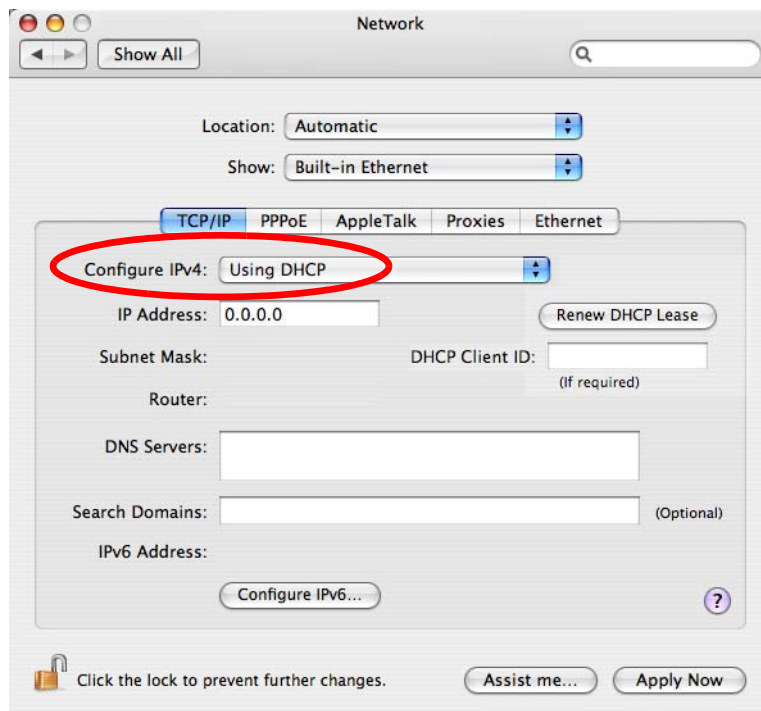 Network
Show All
Location: Automatic
Show: Built-in Ethernet
TCP/IP PPPoE AppleTalk Proxies Ethernet
Configure IPv4: Using DHCP
IP Address: 0.0.0.0 Renew DHCP Lease
Subnet Mask: DHCP Client ID:
(If required)
Router:
DNS Servers:
Search Domains: (Optional)
IPv6 Address:
Configure IPv6... ?
Click the lock to prevent further changes. Assist me... Apply Now